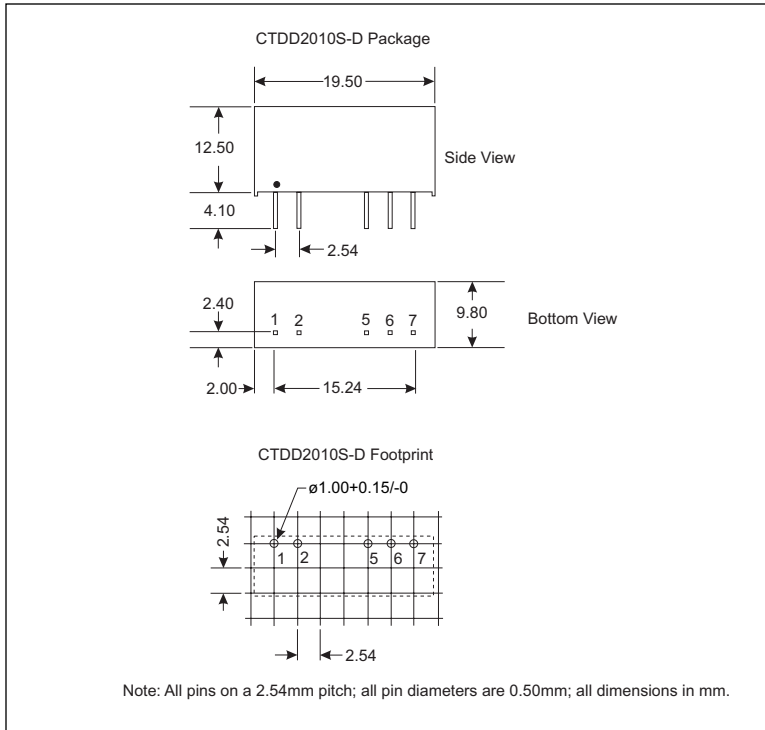 CTDD2010S-D Package
19.50
12.50
Side View
4.10
2.54
2.40
1 2 5 6 7
9.80
Bottom View
2.00
15.24
CTDD2010S-D Footprint
ø1.00+0.15/-0
2.54
1 2 5 6 7
2.54
Note: All pins on a 2.54mm pitch; all pin diameters are 0.50mm; all dimensions in mm.